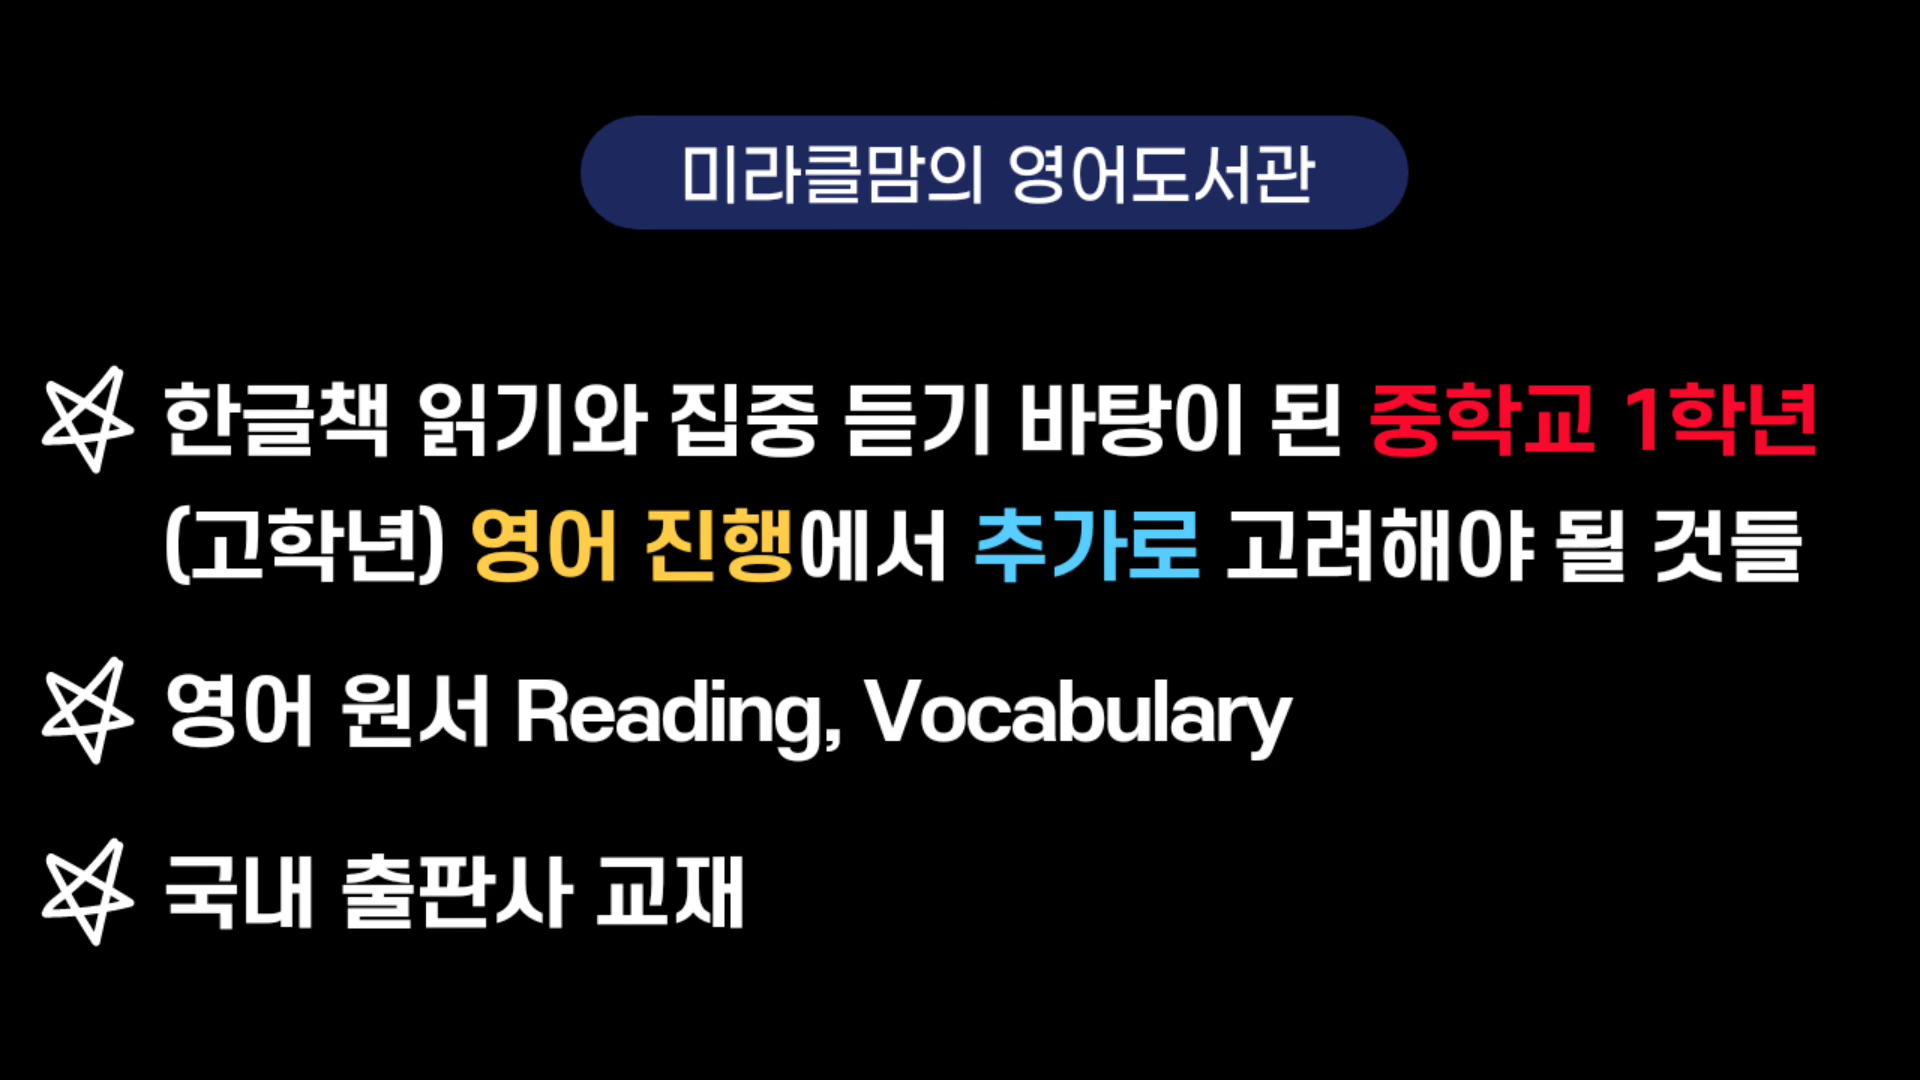 미라클맘의 영어도서관
한글책 읽기와 집중 듣기 바탕이 된 중학교 1학년
(고학년) 영어 진행에서 추가로 고려해야 될 것들
영어 원서 Reading, Vocabulary
국내 출판사 교재